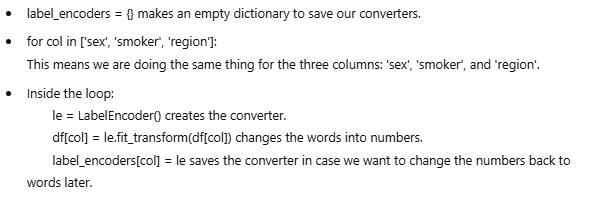 • label_encoders = {} makes an empty dictionary to save our converters.
• for col in ['sex', 'smoker', 'region']:
This means we are doing the same thing for the three columns: 'sex', 'smoker', and 'region'.
• Inside the loop:
le = LabelEncoder() creates the converter.
df[col] = le.fit_transform(df[col]) changes the words into numbers.
label_encoders[col] = le saves the converter in case we want to change the numbers back to
words later.